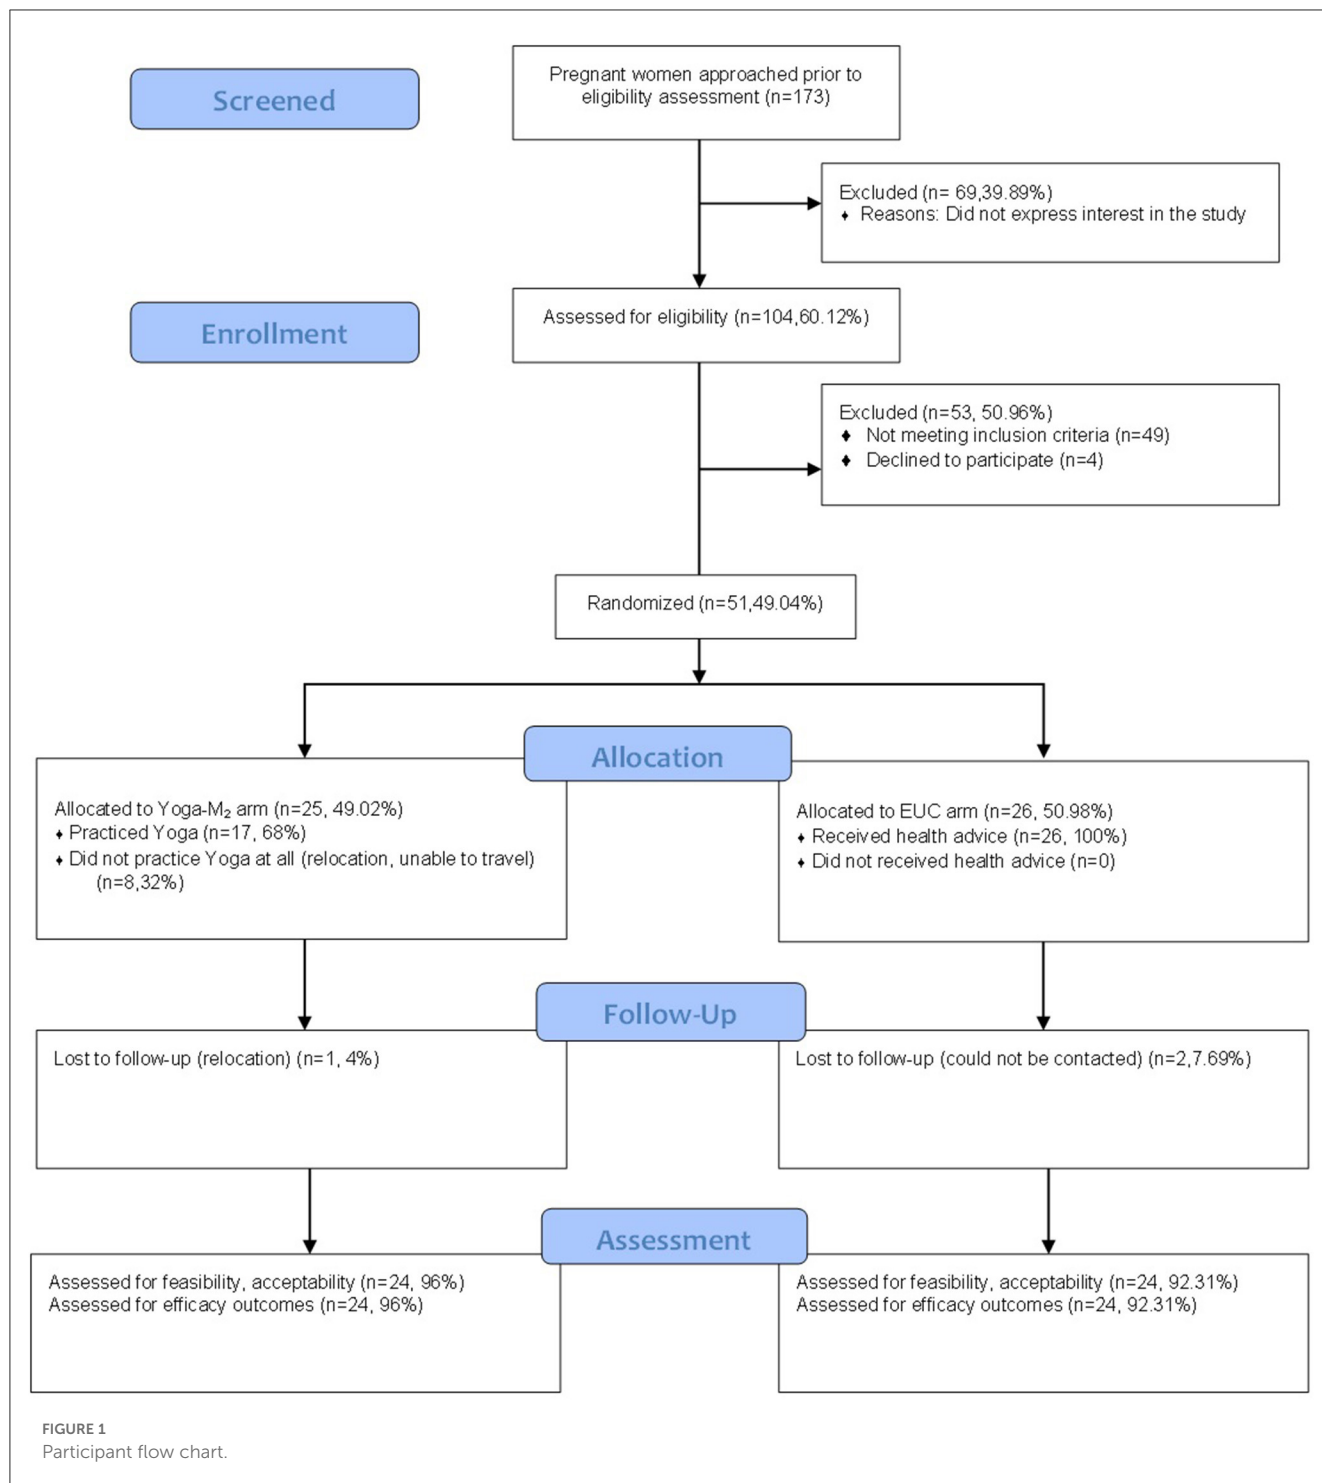 Screened
Pregnant women approached prior to
eligibility assessment (n=173)
Excluded (n= 69,39.89%)
♦ Reasons: Did not express interest in the study
Enrollment
Assessed for eligibility (n=104,60.12%)
Excluded (n=53, 50.96%)
♦ Not meeting inclusion criteria (n=49)
♦ Declined to participate (n=4)
Randomized (n=51,49.04%)
Allocation
Allocated to Yoga-M₂ arm (n=25, 49.02%)
♦ Practiced Yoga (n=17, 68%)
♦ Did not practice Yoga at all (relocation, unable to travel)
(n=8,32%)
Allocated to EUC arm (n=26, 50.98%)
♦ Received health advice (n=26, 100%)
♦ Did not received health advice (n=0)
Follow-Up
Lost to follow-up (relocation) (n=1, 4%)
Lost to follow-up (could not be contacted) (n=2,7.69%)
Assessment
Assessed for feasibility, acceptability (n=24, 96%)
Assessed for efficacy outcomes (n=24, 96%)
Assessed for feasibility, acceptability (n=24, 92.31%)
Assessed for efficacy outcomes (n=24, 92.31%)
FIGURE 1
Participant flow chart.